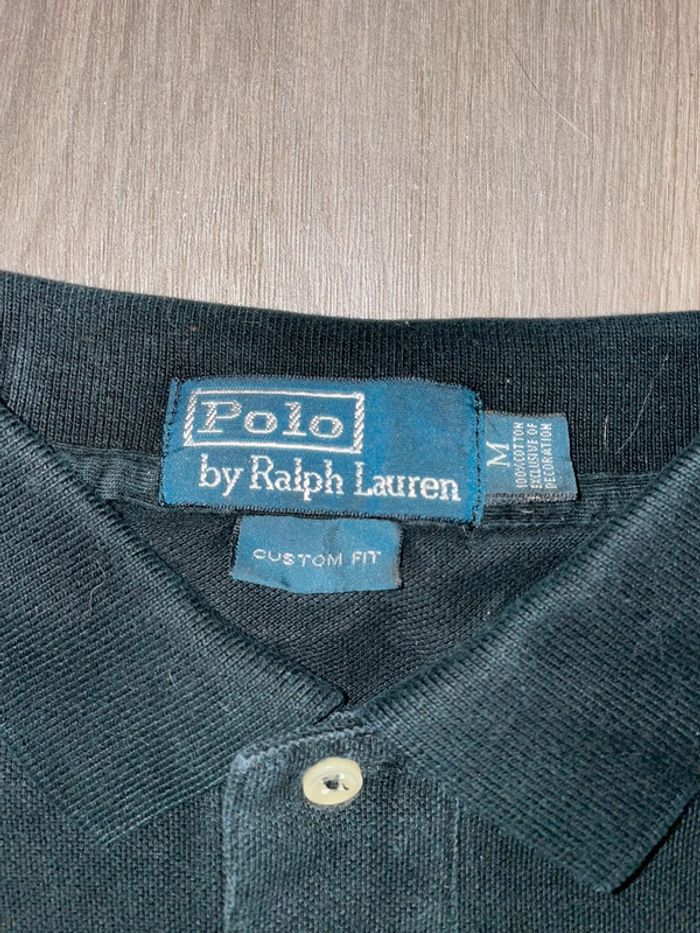 Polo
by Ralph Lauren
M
100% COTTON
EXCLUSIVE OF
DECORATION
CUSTOM FIT